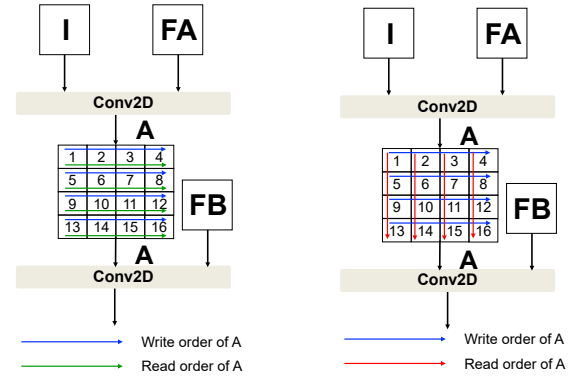 I FA
Conv2D
A
1 2 3 4
5 6 7 8
9 10 11 12
13 14 15 16
FB
A
Conv2D
Write order of A
Read order of A
I FA
Conv2D
A
1 2 3 4
5 6 7 8
9 10 11 12
13 14 15 16
FB
A
Conv2D
Write order of A
Read order of A